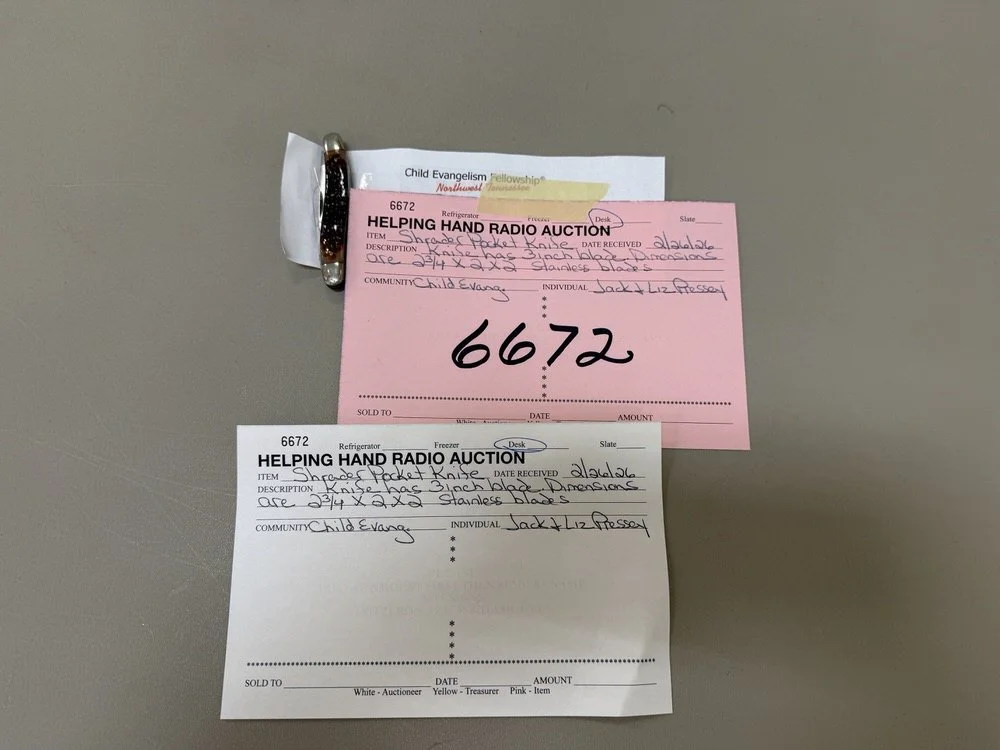 Child Evangelism Fellowship®
Northwest Tennessee
6672
Refrigerator Freezer Desk Slate
HELPING HAND RADIO AUCTION
ITEM Shrader Pocket Knife DATE RECEIVED 2/26/26
DESCRIPTION Knife has 3 inch blade. Dimensions
are 2 3/4 X 2 X 2 Stainless blades
COMMUNITY Child Evang. INDIVIDUAL Jack & Liz Pressey
*
*
*
6672
*
*
*
*
SOLD TO DATE AMOUNT
6672
Refrigerator Freezer Desk Slate
HELPING HAND RADIO AUCTION
ITEM Shrader Pocket Knife DATE RECEIVED 2/26/26
DESCRIPTION Knife has 3 inch blade. Dimensions
are 2 3/4 X 2 X 2 Stainless blades
COMMUNITY Child Evang. INDIVIDUAL Jack & Liz Pressey
*
*
*
*
*
*
*
SOLD TO DATE AMOUNT
White - Auctioneer Yellow - Treasurer Pink - Item